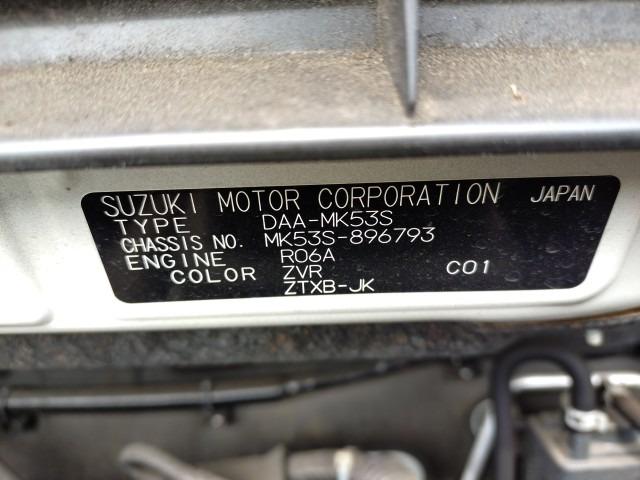 SUZUKI MOTOR CORPORATION JAPAN
TYPE DAA-MK53S
CHASSIS NO. MK53S-896793
ENGINE R06A
COLOR ZVR C01
ZTXB-JK